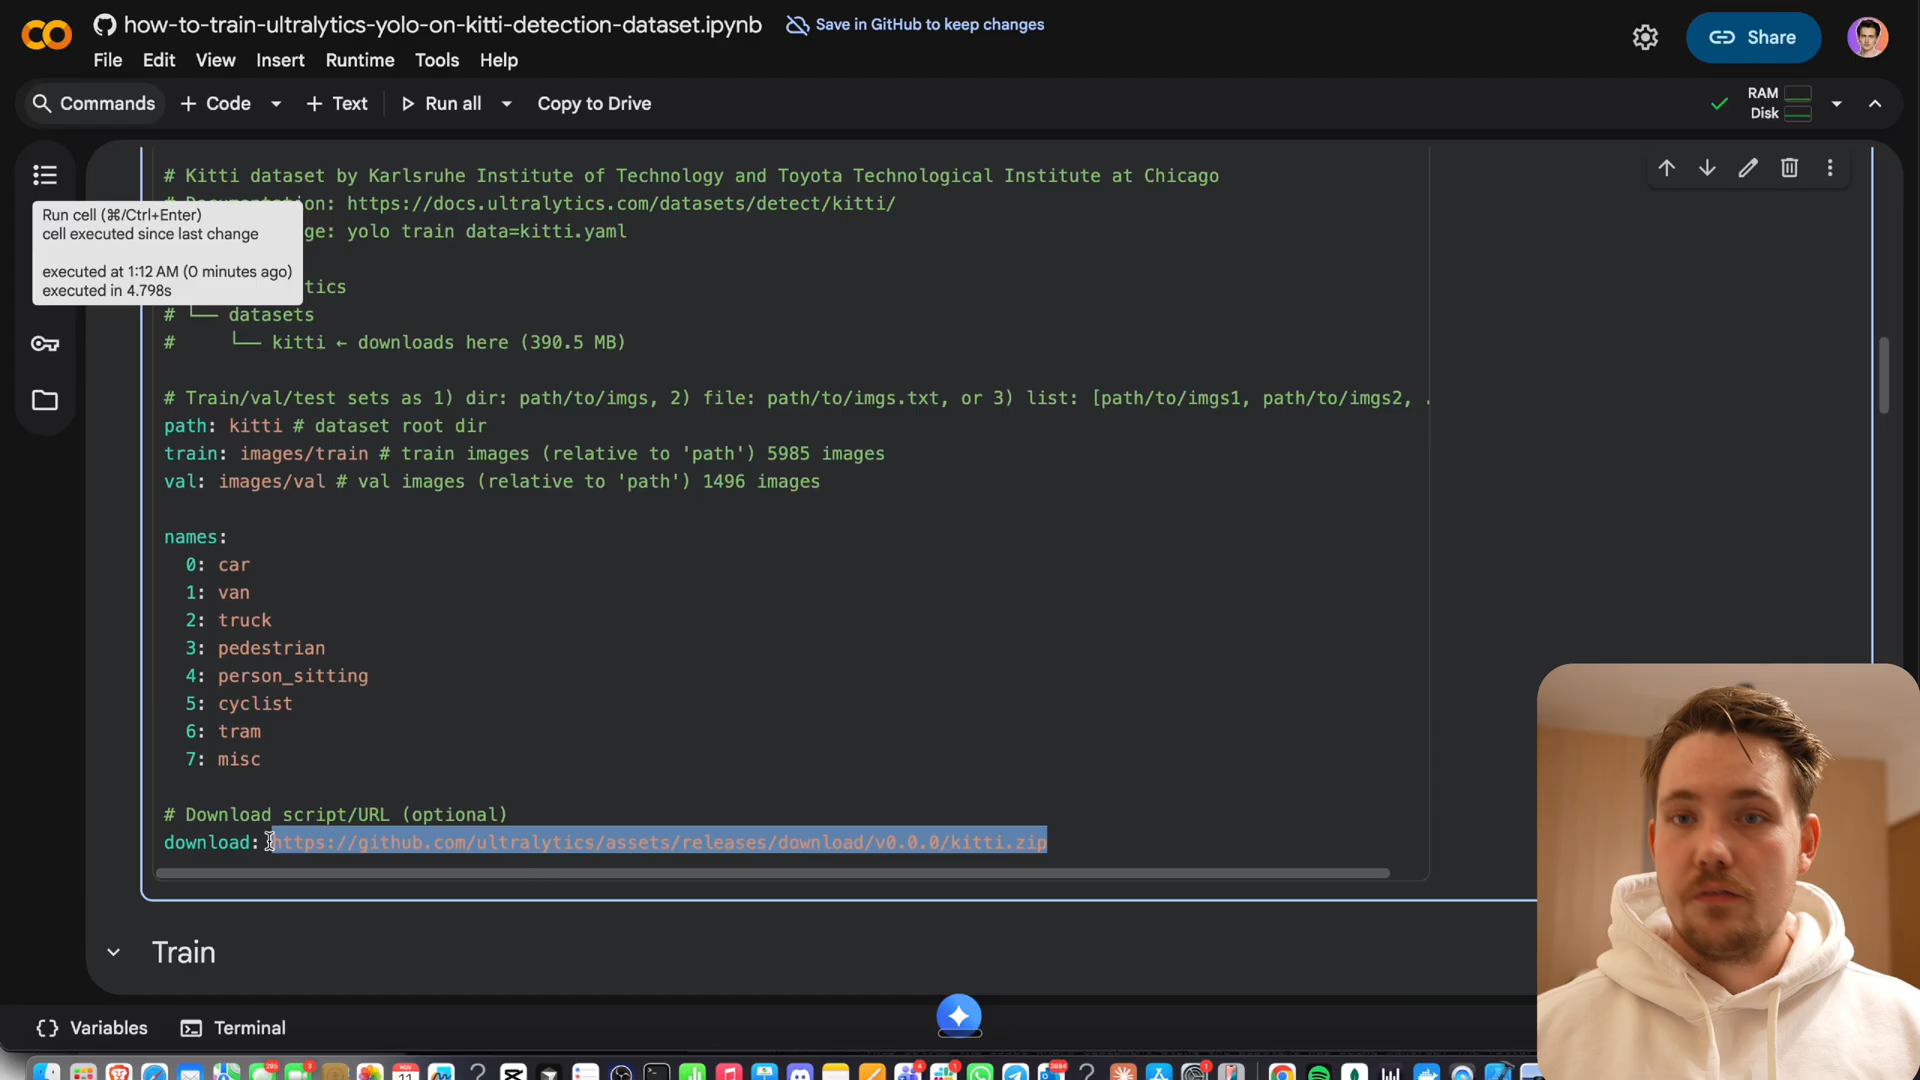 how-to-train-ultralytics-yolo-on-kitti-detection-dataset.ipynb
Save in GitHub to keep changes
Share
File Edit View Insert Runtime Tools Help
Commands + Code + Text Run all Copy to Drive
RAM
Disk
# Kitti dataset by Karlsruhe Institute of Technology and Toyota Technological Institute at Chicago
: https://docs.ultralytics.com/datasets/detect/kitti/
ge: yolo train data=kitti.yaml
Run cell (⌘/Ctrl+Enter)
cell executed since last change
executed at 1:12 AM (0 minutes ago)
executed in 4.798s
tics
# └── datasets
#     └── kitti ← downloads here (390.5 MB)
# Train/val/test sets as 1) dir: path/to/imgs, 2) file: path/to/imgs.txt, or 3) list: [path/to/imgs1, path/to/imgs2, .
path: kitti # dataset root dir
train: images/train # train images (relative to 'path') 5985 images
val: images/val # val images (relative to 'path') 1496 images
names:
0: car
1: van
2: truck
3: pedestrian
4: person_sitting
5: cyclist
6: tram
7: misc
# Download script/URL (optional)
download: https://github.com/ultralytics/assets/releases/download/v0.0.0/kitti.zip
Train
Variables
Terminal